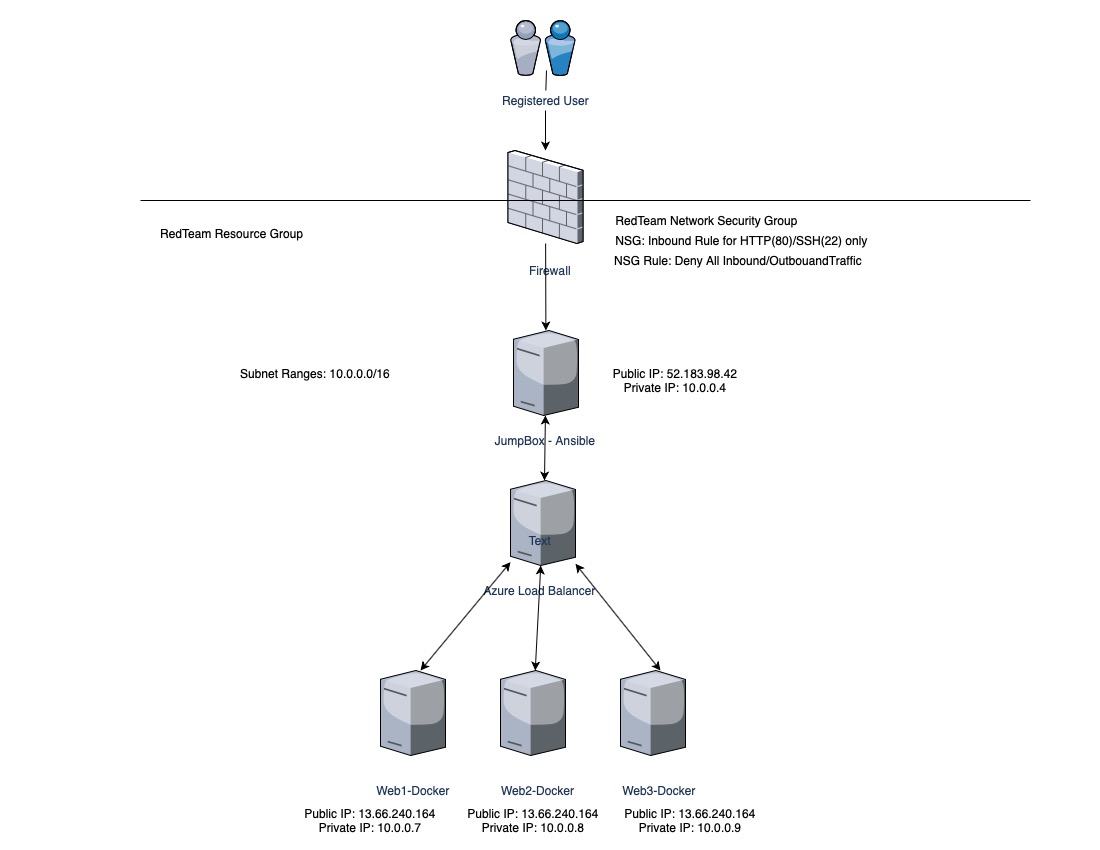 Registered User
RedTeam Resource Group
RedTeam Network Security Group
NSG: Inbound Rule for HTTP(80)/SSH(22) only
NSG Rule: Deny All Inbound/OutbouandTraffic
Firewall
Subnet Ranges: 10.0.0.0/16
Public IP: 52.183.98.42
Private IP: 10.0.0.4
JumpBox - Ansible
Text
Azure Load Balancer
Web1-Docker
Public IP: 13.66.240.164
Private IP: 10.0.0.7
Web2-Docker
Public IP: 13.66.240.164
Private IP: 10.0.0.8
Web3-Docker
Public IP: 13.66.240.164
Private IP: 10.0.0.9